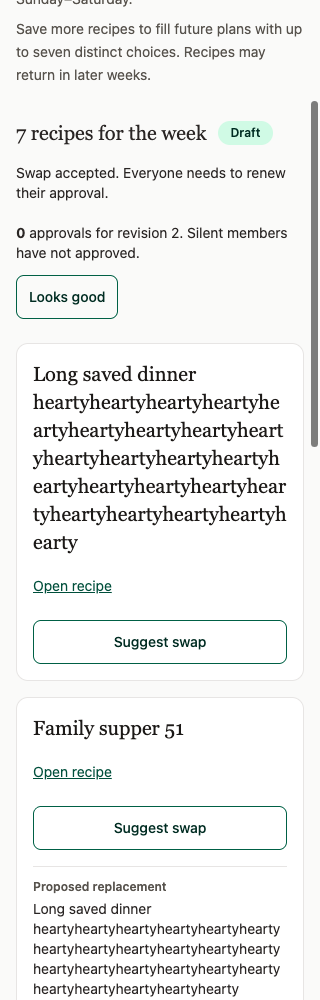 Sunday–Saturday.
Save more recipes to fill future plans with up
to seven distinct choices. Recipes may
return in later weeks.
7 recipes for the week
Draft
Swap accepted. Everyone needs to renew
their approval.
0 approvals for revision 2. Silent members
have not approved.
Looks good
Long saved dinner
heartyheartyheartyheartyhe
artyheartyheartyheartyheart
yheartyheartyheartyheartyh
eartyheartyheartyheartyhear
tyheartyheartyheartyheartyh
earty
Open recipe
Suggest swap
Family supper 51
Open recipe
Suggest swap
Proposed replacement
Long saved dinner
heartyheartyheartyheartyheartyhearty
heartyheartyheartyheartyheartyhearty
heartyheartyheartyheartyheartyhearty
heartyheartyheartyheartyhearty